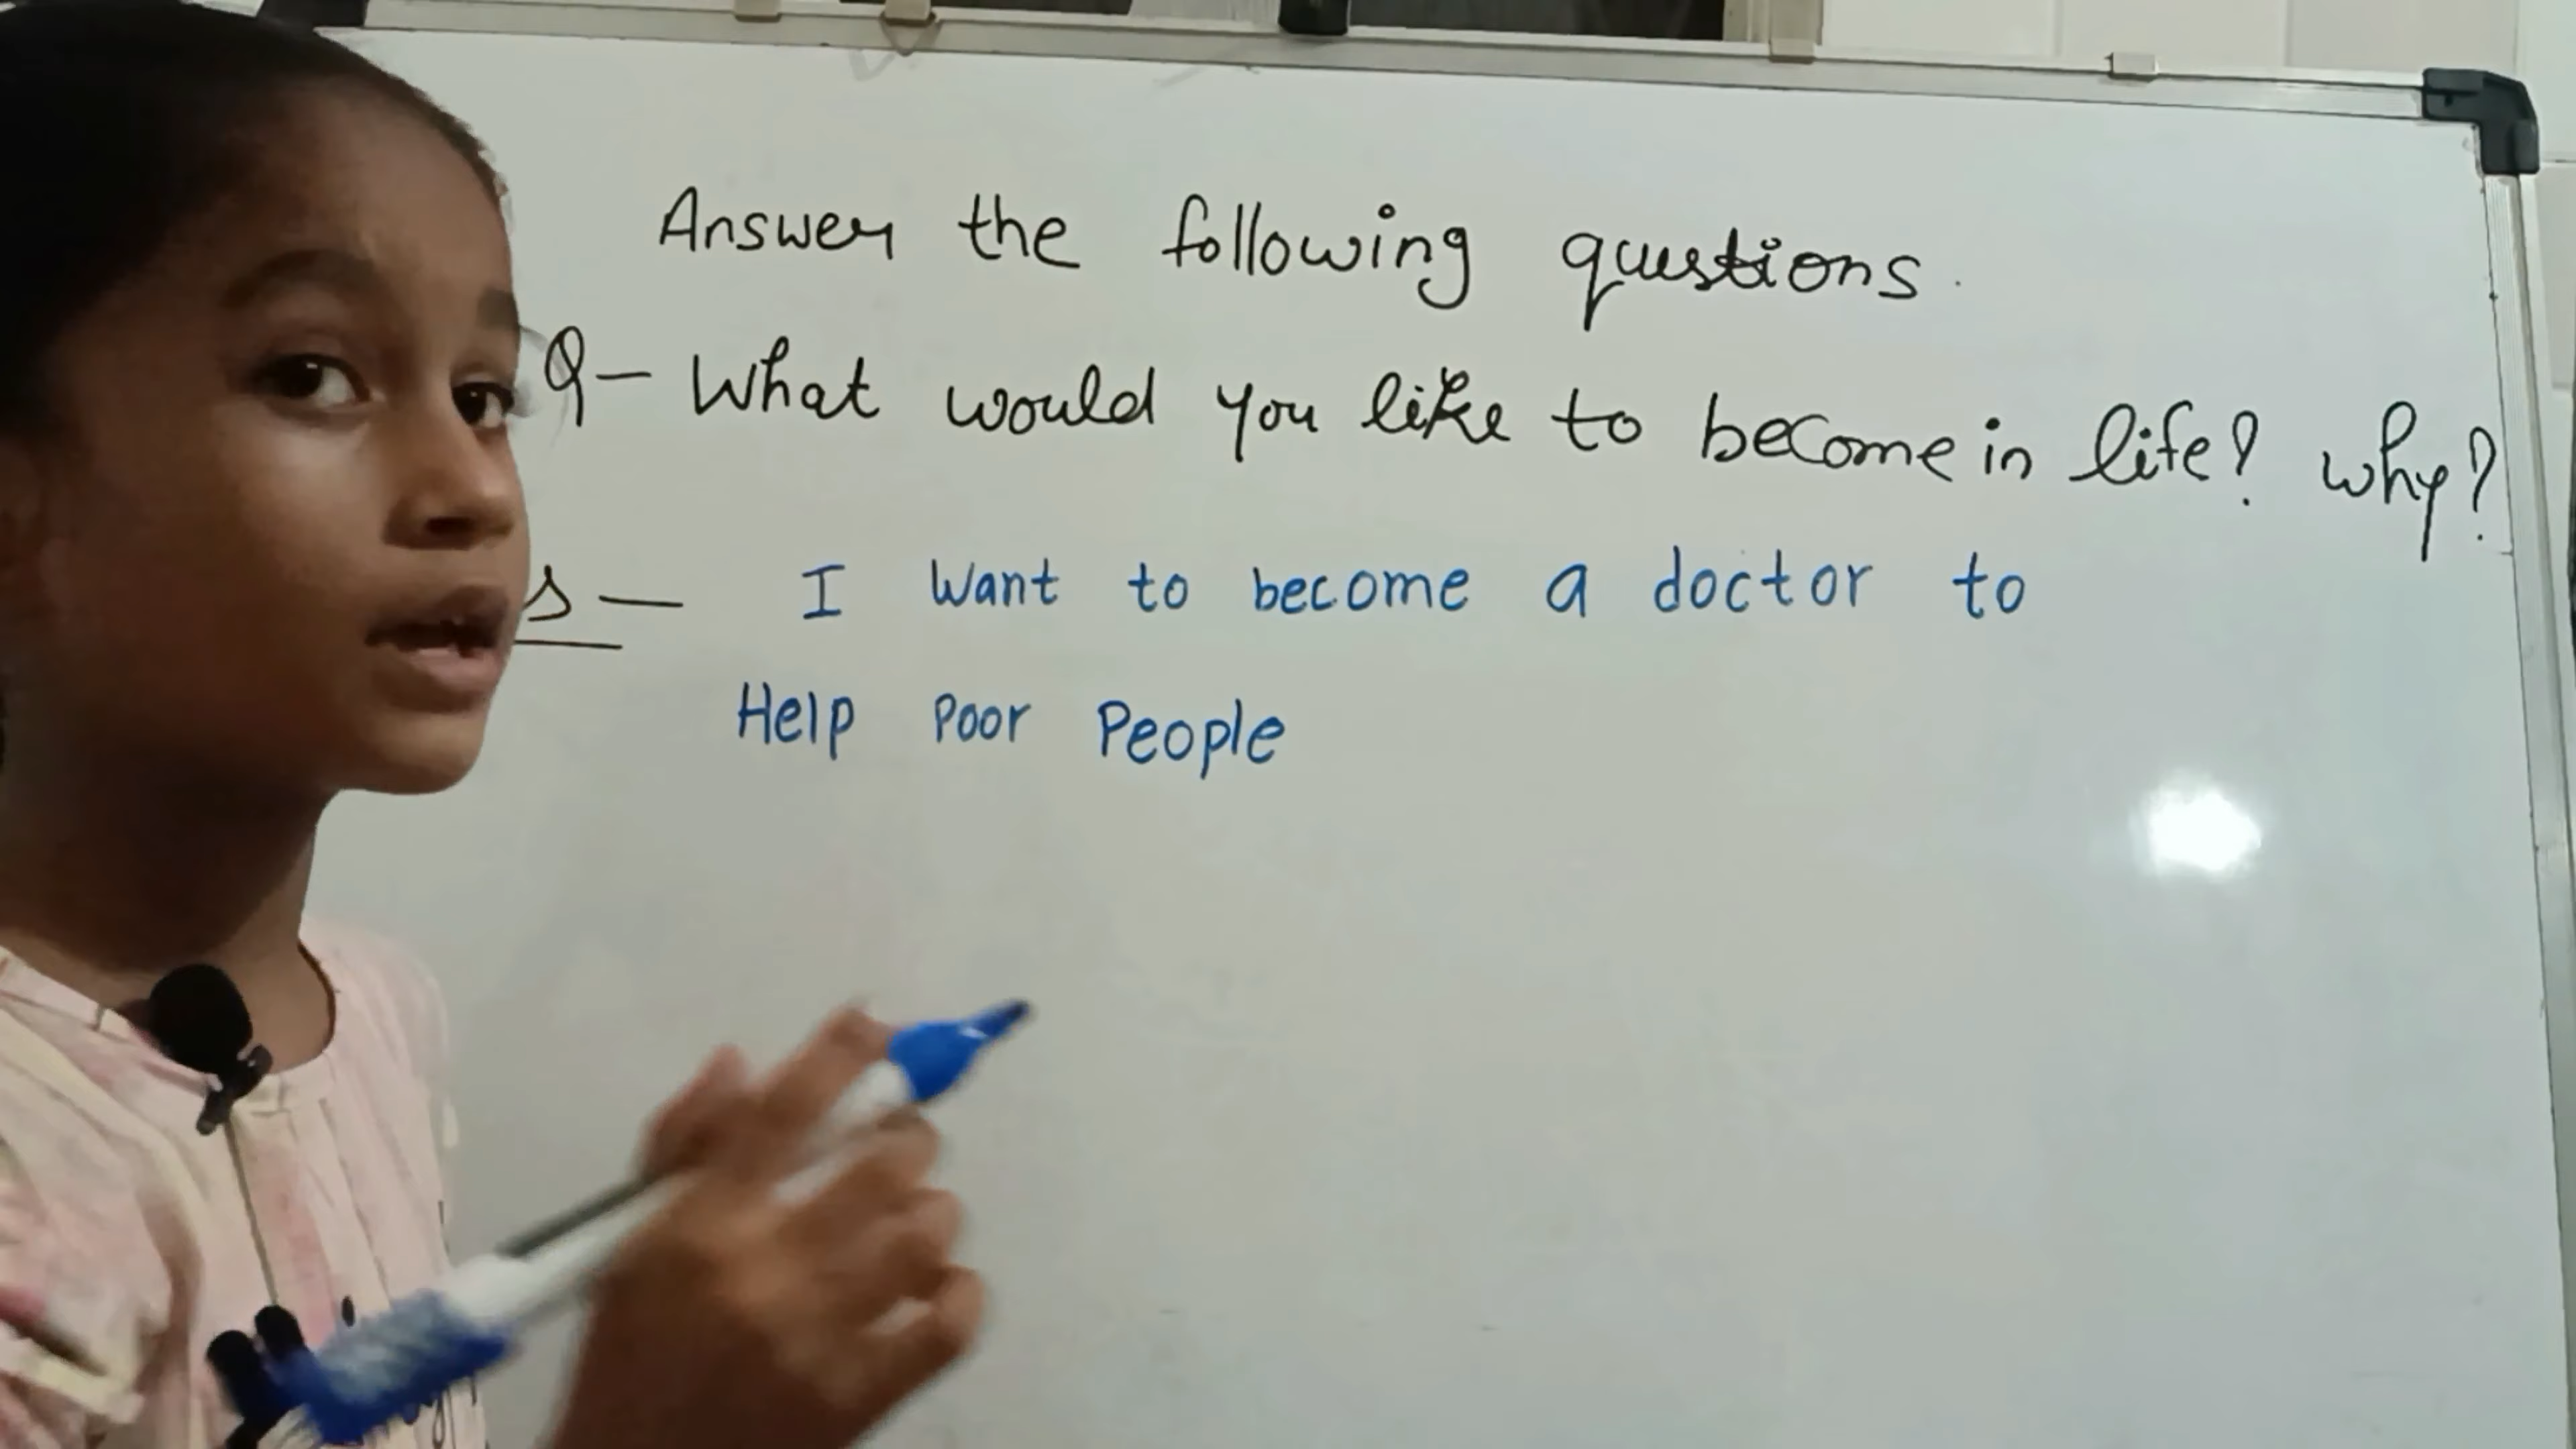 Answer the following questions.
Q- What would you like to become in life? why?
s- I want to become a doctor to
Help Poor People